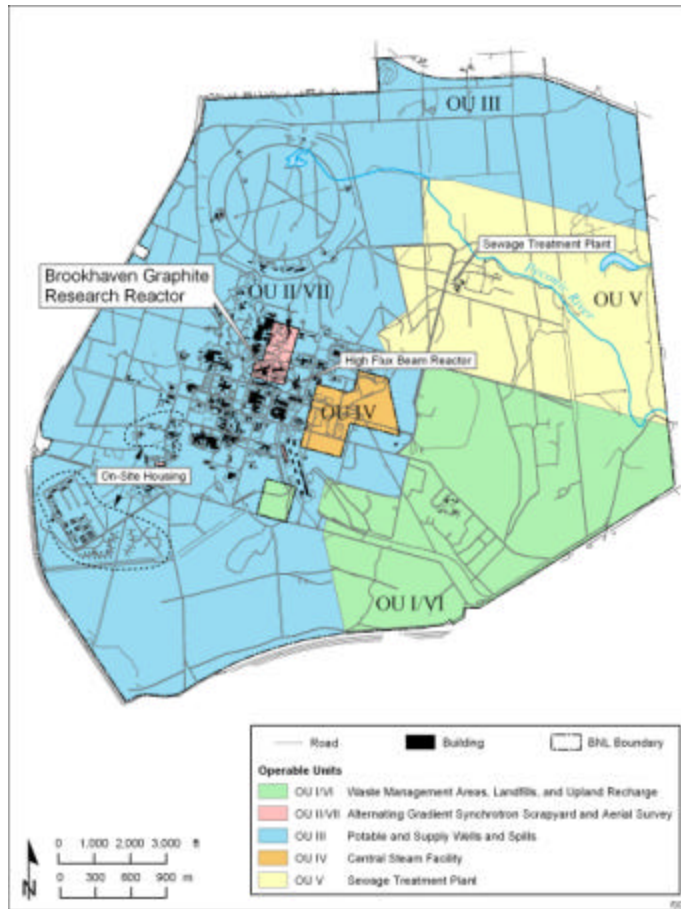 OU III
Sewage Treatment Plant
Peconic River
Brookhaven Graphite
Research Reactor
OU II/VII
OU V
High Flux Beam Reactor
OU IV
On-Site Housing
OU I/VI
Road
Building
BNL Boundary
Operable Units
OU I/VI Waste Management Areas, Landfills, and Upland Recharge
OU II/VII Alternating Gradient Synchrotron Scrapyard and Aerial Survey
OU III Potable and Supply Wells and Spills
OU IV Central Steam Facility
OU V Sewage Treatment Plant
0 1,000 2,000 3,000 ft
0 300 600 900 m
N